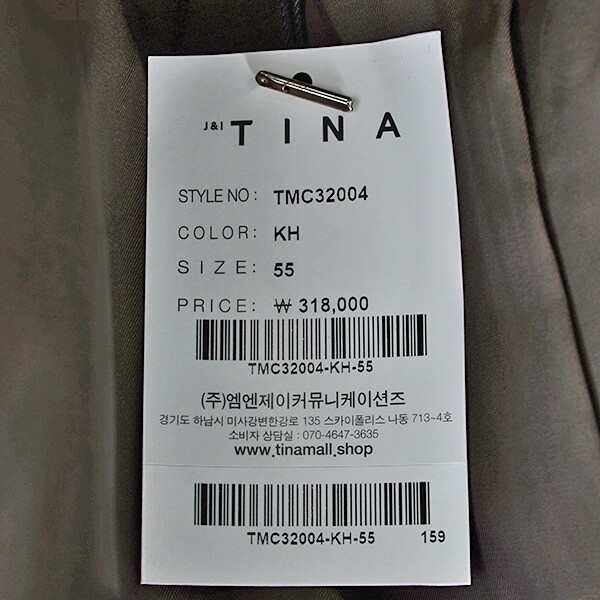 J&I TINA
STYLE NO: TMC32004
COLOR: KH
SIZE: 55
PRICE: ₩ 318,000
TMC32004-KH-55
(주)엠엔제이커뮤니케이션즈
경기도 하남시 미사강변한강로 135 스카이폴리스 나동 713~4호
소비자 상담실 : 070-4647-3635
www.tinamall.shop
TMC32004-KH-55 159